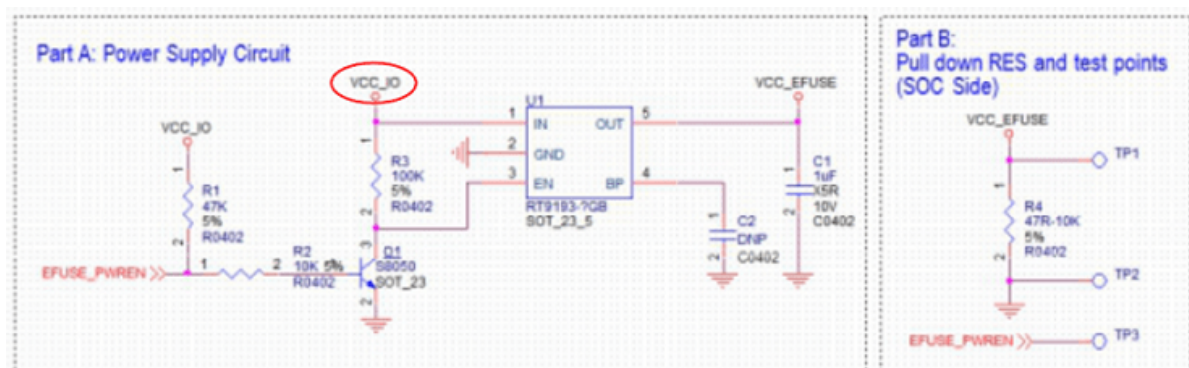 Part A: Power Supply Circuit
VCC_IO
VCC_IO
1
R1
47K
5%
2
R0402
EFUSE_PWREN
1
R2
2
10K 5%
R0402
1
R3
100K
5%
2
R0402
3
D1
S8050
SOT_23
2
U1
1
IN
OUT
5
2
GND
3
EN
BP
4
RT9193-?GB
SOT_23_5
VCC_EFUSE
1
C1
1uF
X5R
10V
2
C0402
1
C2
DNP
2
C0402
Part B:
Pull down RES and test points
(SOC Side)
VCC_EFUSE
TP1
1
R4
47R-10K
5%
2
R0402
TP2
EFUSE_PWREN
TP3